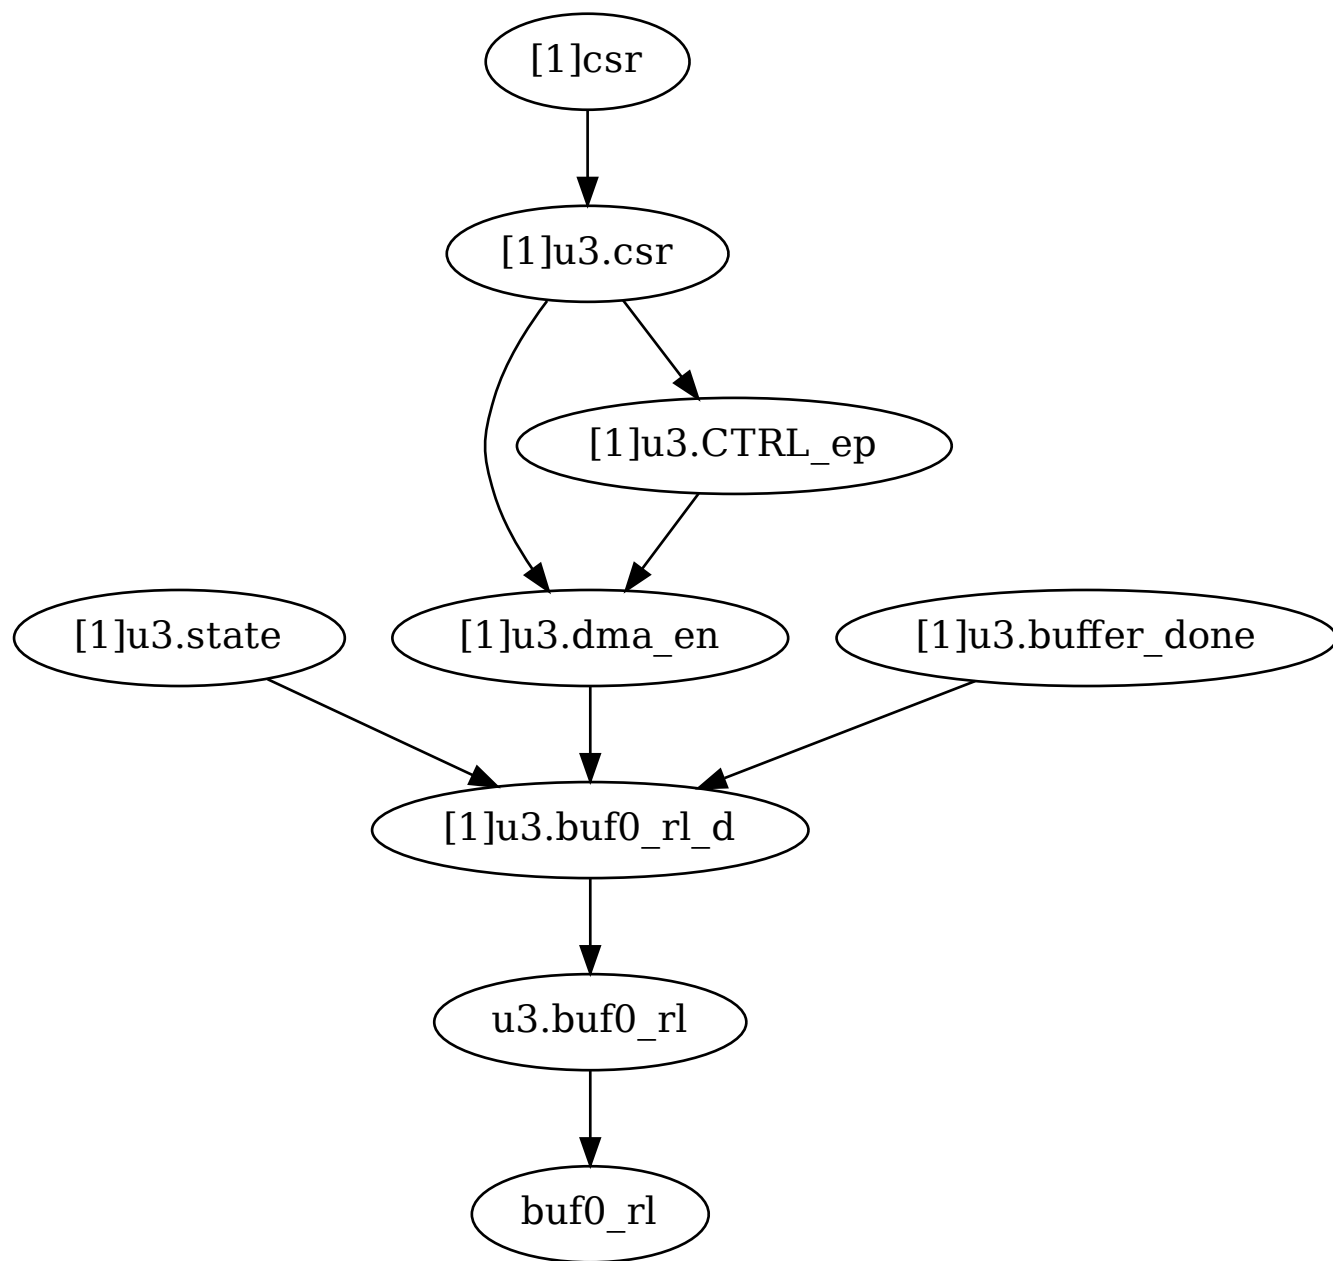 [1]csr
[1]u3.csr
[1]u3.CTRL_ep
[1]u3.state
[1]u3.dma_en
[1]u3.buffer_done
[1]u3.buf0_rl_d
u3.buf0_rl
buf0_rl